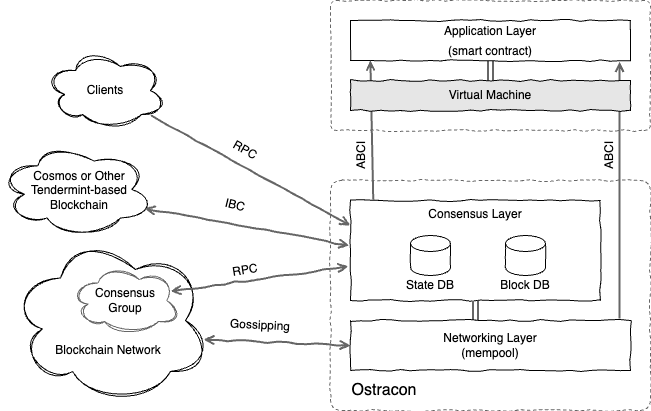 Application Layer
(smart contract)
Virtual Machine
Clients
RPC
ABCI
ABCI
Cosmos or Other
Tendermint-based
Blockchain
IBC
Consensus Layer
State DB
Block DB
RPC
Consensus
Group
Gossipping
Blockchain Network
Networking Layer
(mempool)
Ostracon